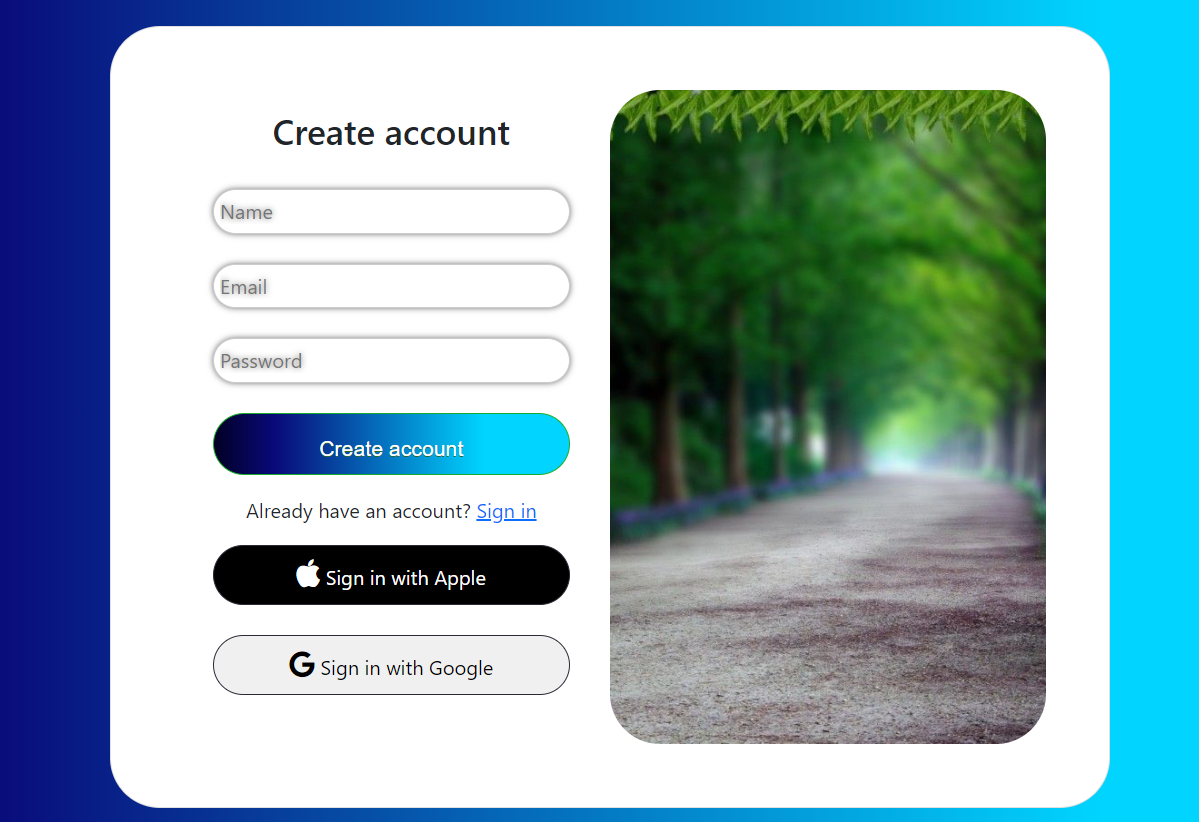 Create account
Name
Email
Password
Create account
Already have an account? Sign in
Sign in with Apple
Sign in with Google